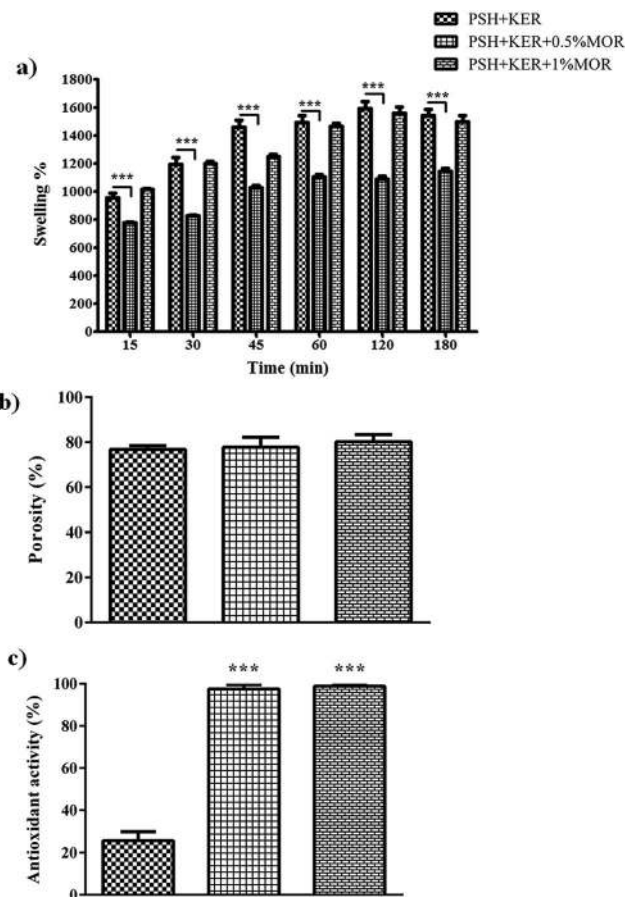 PSH+KER
PSH+KER+0.5%MOR
PSH+KER+1%MOR
a)
1800
1600
1400
1200
1000
800
600
400
200
0
Swelling %
***
***
***
***
***
***
15 30 45 60 120 180
Time (min)
b)
100
80
60
40
20
0
Porosity (%)
c)
100
80
60
40
20
0
Antioxidant activity (%)
***
***